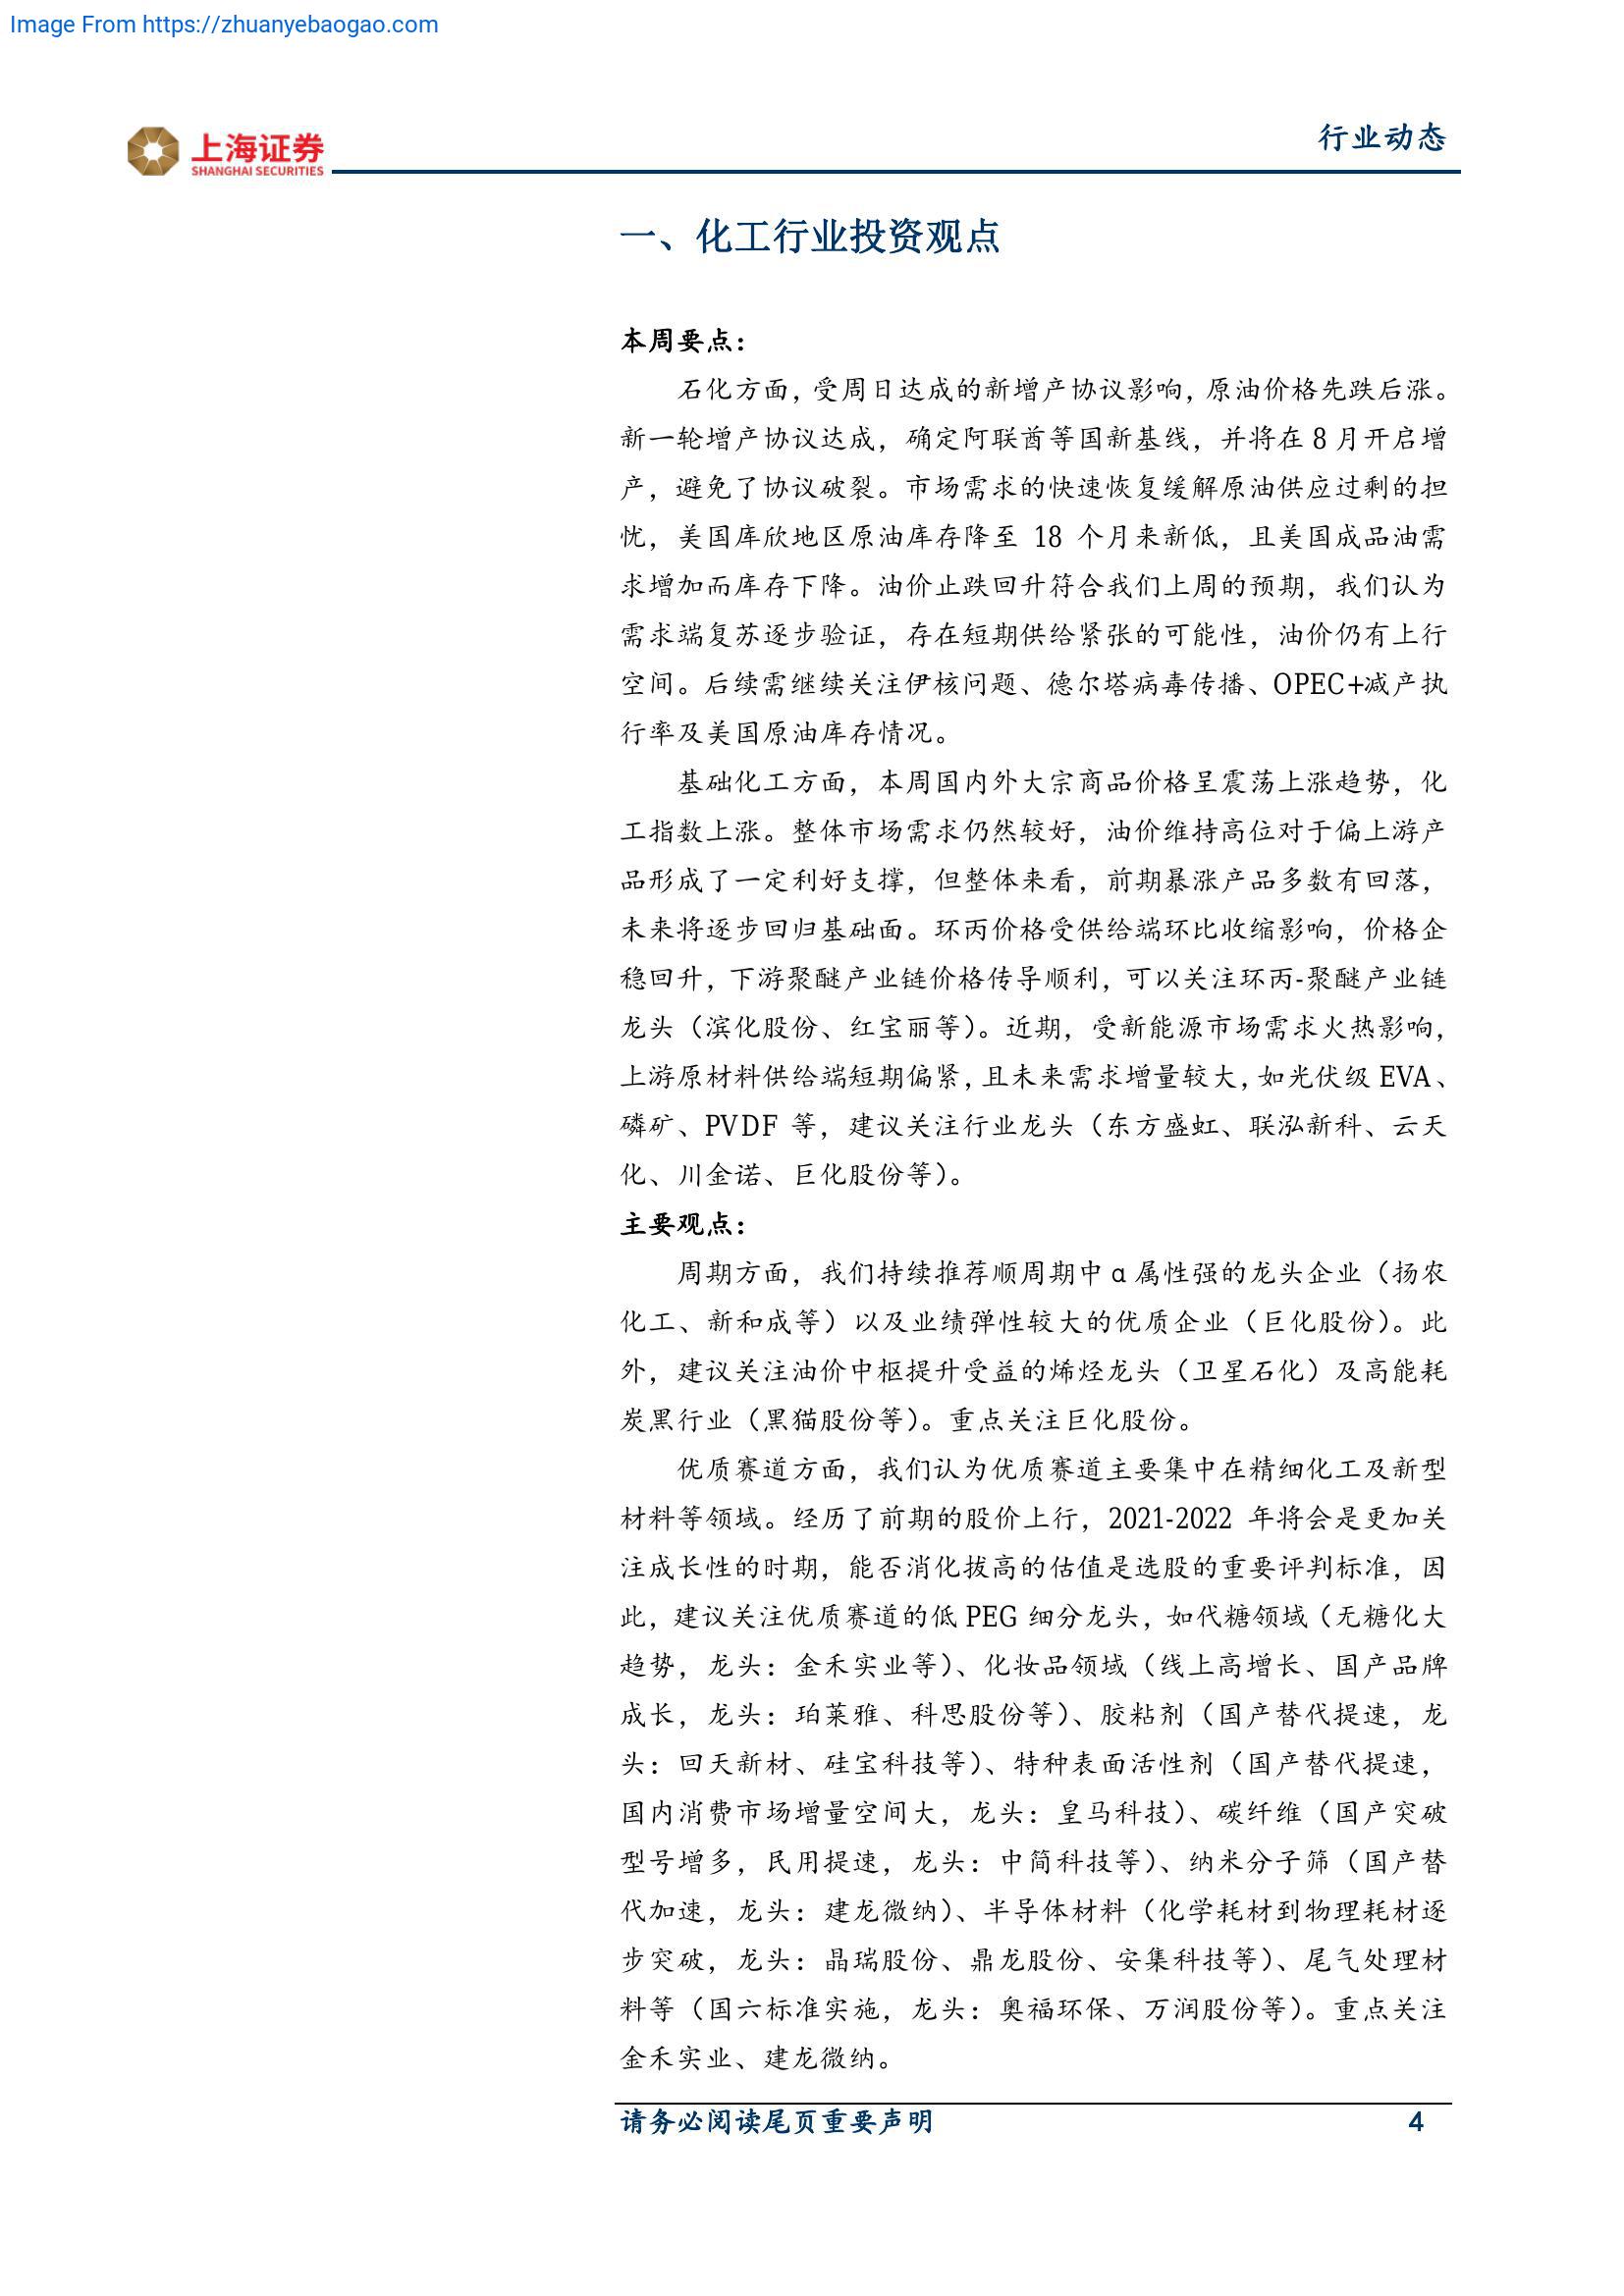 Image From https://zhuanyebaogao.com
上海证券
SHANGHAI SECURITIES
行业动态
一、化工行业投资观点
本周要点：
石化方面，受周日达成的新增产协议影响，原油价格先跌后涨。
新一轮增产协议达成，确定阿联酋等国新基线，并将在 8 月开启增
产，避免了协议破裂。市场需求的快速恢复缓解原油供应过剩的担
忧，美国库欣地区原油库存降至 18 个月来新低，且美国成品油需
求增加而库存下降。油价止跌回升符合我们上周的预期，我们认为
需求端复苏逐步验证，存在短期供给紧张的可能性，油价仍有上行
空间。后续需继续关注伊核问题、德尔塔病毒传播、OPEC+减产执
行率及美国原油库存情况。
基础化工方面，本周国内外大宗商品价格呈震荡上涨趋势，化
工指数上涨。整体市场需求仍然较好，油价维持高位对于偏上游产
品形成了一定利好支撑，但整体来看，前期暴涨产品多数有回落，
未来将逐步回归基础面。环丙价格受供给端环比收缩影响，价格企
稳回升，下游聚醚产业链价格传导顺利，可以关注环丙-聚醚产业链
龙头（滨化股份、红宝丽等）。近期，受新能源市场需求火热影响，
上游原材料供给端短期偏紧，且未来需求增量较大，如光伏级 EVA、
磷矿、PVDF 等，建议关注行业龙头（东方盛虹、联泓新科、云天
化、川金诺、巨化股份等）。
主要观点：
周期方面，我们持续推荐顺周期中 α 属性强的龙头企业（扬农
化工、新和成等）以及业绩弹性较大的优质企业（巨化股份）。此
外，建议关注油价中枢提升受益的烯烃龙头（卫星石化）及高能耗
炭黑行业（黑猫股份等）。重点关注巨化股份。
优质赛道方面，我们认为优质赛道主要集中在精细化工及新型
材料等领域。经历了前期的股价上行，2021-2022 年将会是更加关
注成长性的时期，能否消化拔高的估值是选股的重要评判标准，因
此，建议关注优质赛道的低 PEG 细分龙头，如代糖领域（无糖化大
趋势，龙头：金禾实业等）、化妆品领域（线上高增长、国产品牌
成长，龙头：珀莱雅、科思股份等）、胶粘剂（国产替代提速，龙
头：回天新材、硅宝科技等）、特种表面活性剂（国产替代提速，
国内消费市场增量空间大，龙头：皇马科技）、碳纤维（国产突破
型号增多，民用提速，龙头：中简科技等）、纳米分子筛（国产替
代加速，龙头：建龙微纳）、半导体材料（化学耗材到物理耗材逐
步突破，龙头：晶瑞股份、鼎龙股份、安集科技等）、尾气处理材
料等（国六标准实施，龙头：奥福环保、万润股份等）。重点关注
金禾实业、建龙微纳。
请务必阅读尾页重要声明
4